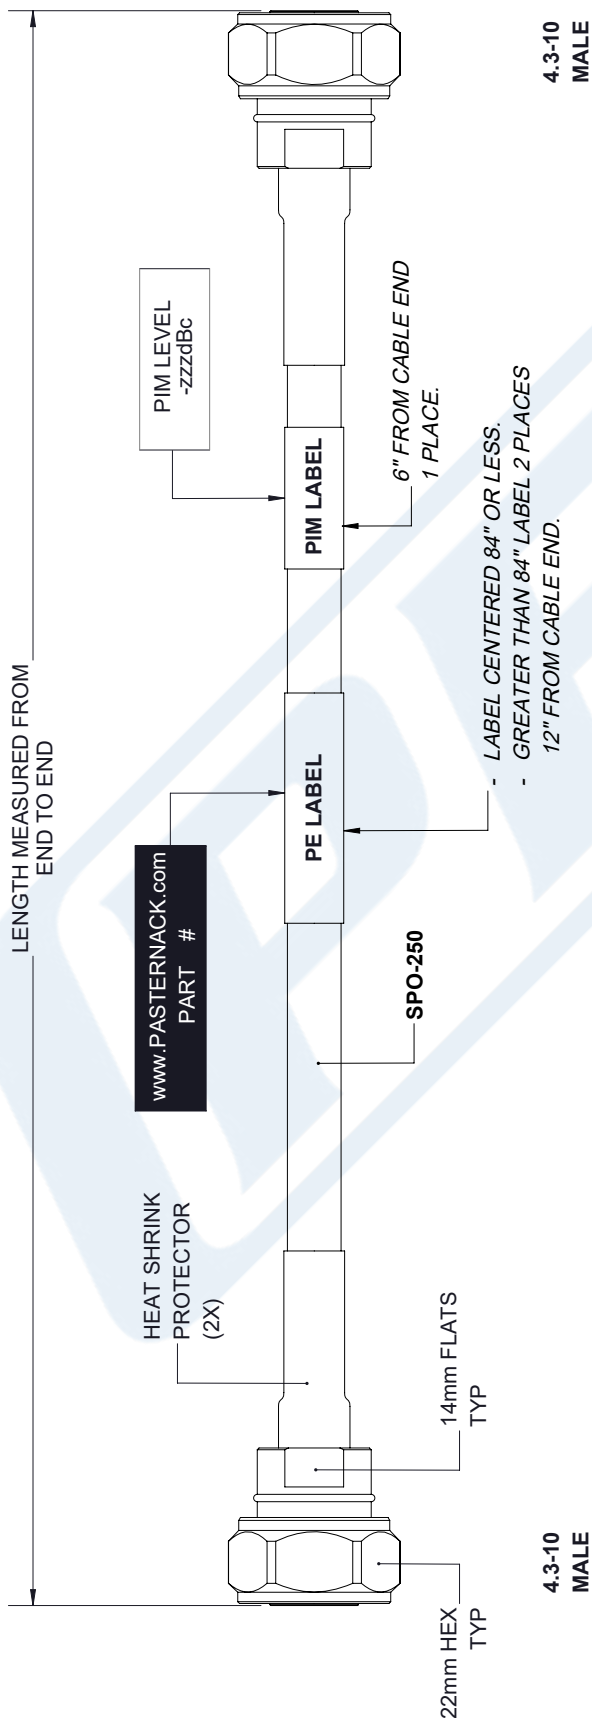 LENGTH MEASURED FROM
END TO END
www.PASTERNACK.com
PART #
PIM LEVEL
-zzzdBc
HEAT SHRINK
PROTECTOR
(2X)
PE LABEL
PIM LABEL
6" FROM CABLE END
1 PLACE.
SPO-250
- LABEL CENTERED 84" OR LESS.
- GREATER THAN 84" LABEL 2 PLACES
12" FROM CABLE END.
14mm FLATS
TYP
22mm HEX
TYP
4.3-10
MALE
4.3-10
MALE